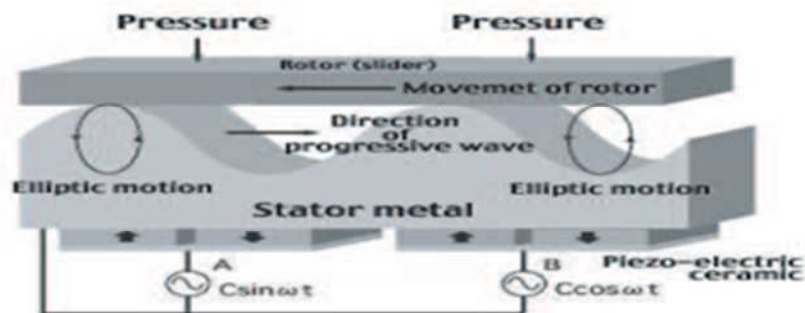 Pressure Pressure
Rotor (slider)
Movemet of rotor
Direction
of
progressive wave
Elliptic motion Elliptic motion
Stator metal
A B Piezo-electric
ceramic
Csinωt Ccosωt